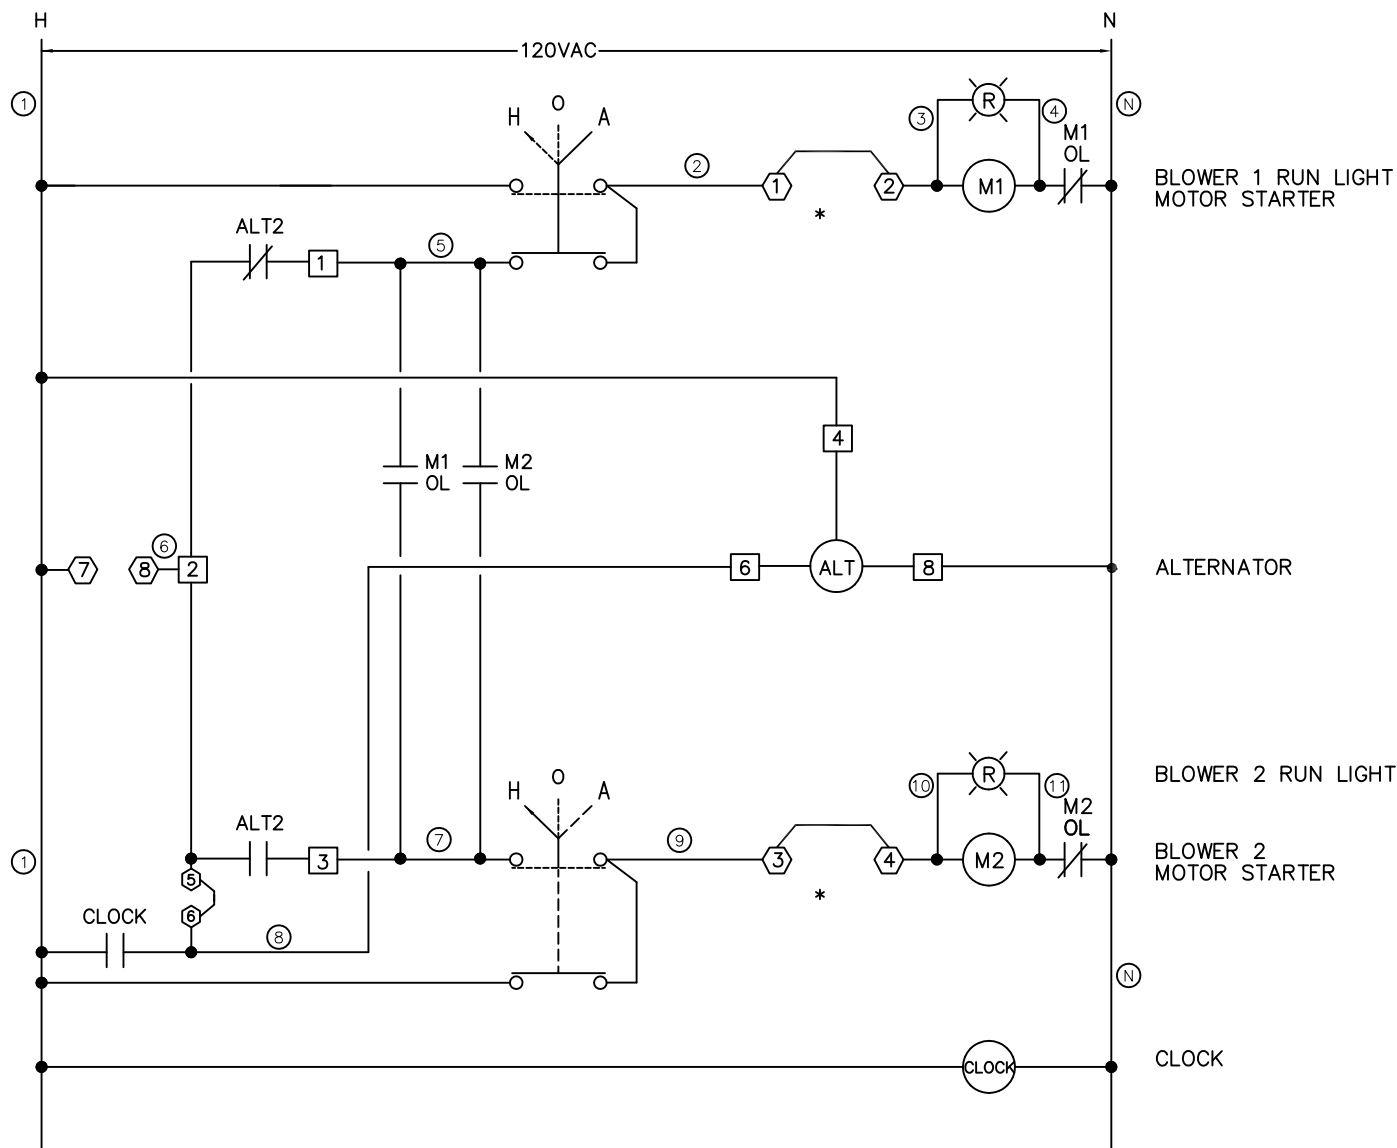 H N
120VAC
1 R N
O
H A 3 4 M1
OL
2
1 2 M1 BLOWER 1 RUN LIGHT
MOTOR STARTER
*
ALT2 5
1
4
M1 M2
OL OL
6
7 8 2 6 ALT 8 ALTERNATOR
O R BLOWER 2 RUN LIGHT
H A 10 11
M2
OL
ALT2 7 9
1 3 3 4 M2 BLOWER 2
MOTOR STARTER
5 *
CLOCK 6
8
N
CLOCK CLOCK